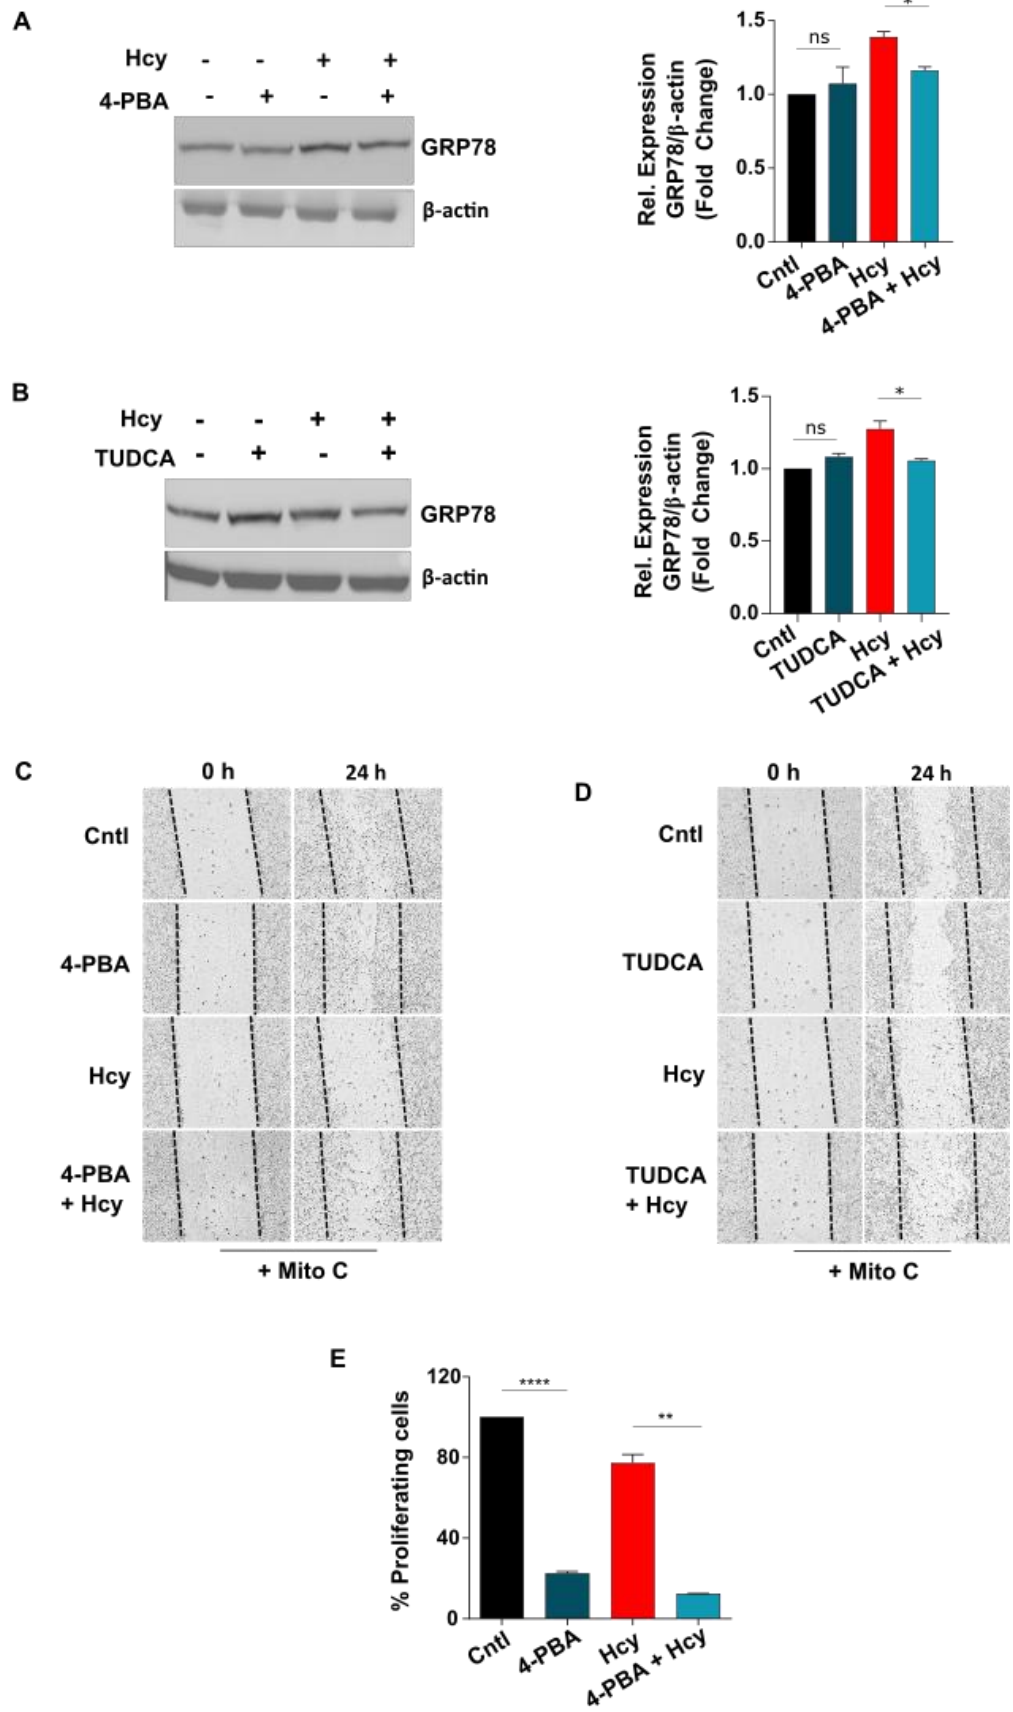 A
Hcy - - + +
4-PBA - + - +
GRP78
β-actin
Rel. Expression
GRP78/β-actin
(Fold Change)
1.5
1.0
0.5
0.0
ns
*
Cntl
4-PBA
Hcy
4-PBA + Hcy
B
Hcy - - + +
TUDCA - + - +
GRP78
β-actin
Rel. Expression
GRP78/β-actin
(Fold Change)
1.5
1.0
0.5
0.0
ns
*
Cntl
TUDCA
Hcy
TUDCA + Hcy
C
0 h 24 h
Cntl
4-PBA
Hcy
4-PBA
+ Hcy
+ Mito C
D
0 h 24 h
Cntl
TUDCA
Hcy
TUDCA
+ Hcy
+ Mito C
E
% Proliferating cells
120
80
40
0
****
**
Cntl
4-PBA
Hcy
4-PBA + Hcy